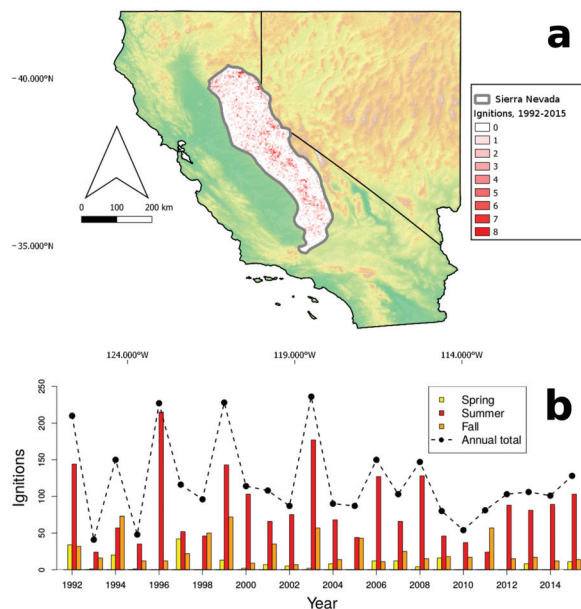 a
40.000°N
35.000°N
0 100 200 km
Sierra Nevada
Ignitions, 1992-2015
0
1
2
3
4
5
6
7
8
124.000°W 119.000°W 114.000°W
b
Spring
Summer
Fall
Annual total
250
200
150
100
50
0
Ignitions
1992 1994 1996 1998 2000 2002 2004 2006 2008 2010 2012 2014
Year